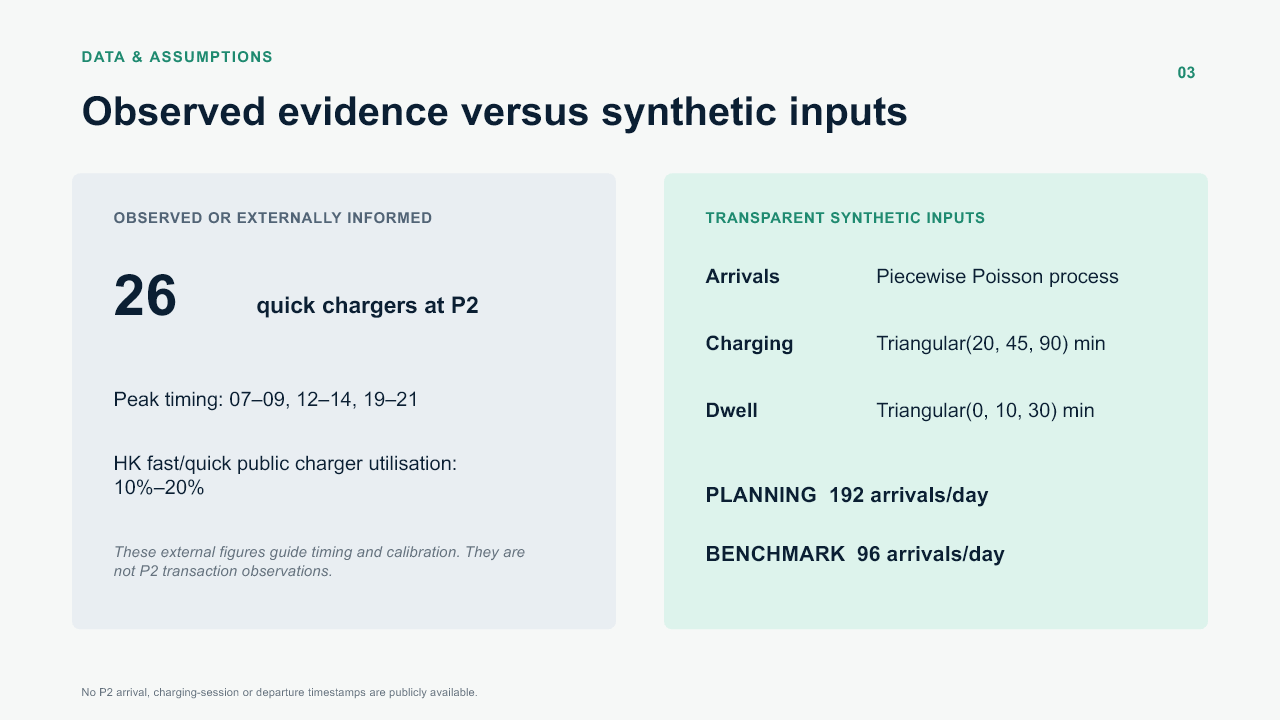 DATA & ASSUMPTIONS
03
Observed evidence versus synthetic inputs
OBSERVED OR EXTERNALLY INFORMED
26 quick chargers at P2
Peak timing: 07–09, 12–14, 19–21
HK fast/quick public charger utilisation:
10%–20%
These external figures guide timing and calibration. They are
not P2 transaction observations.
TRANSPARENT SYNTHETIC INPUTS
Arrivals Piecewise Poisson process
Charging Triangular(20, 45, 90) min
Dwell Triangular(0, 10, 30) min
PLANNING 192 arrivals/day
BENCHMARK 96 arrivals/day
No P2 arrival, charging-session or departure timestamps are publicly available.